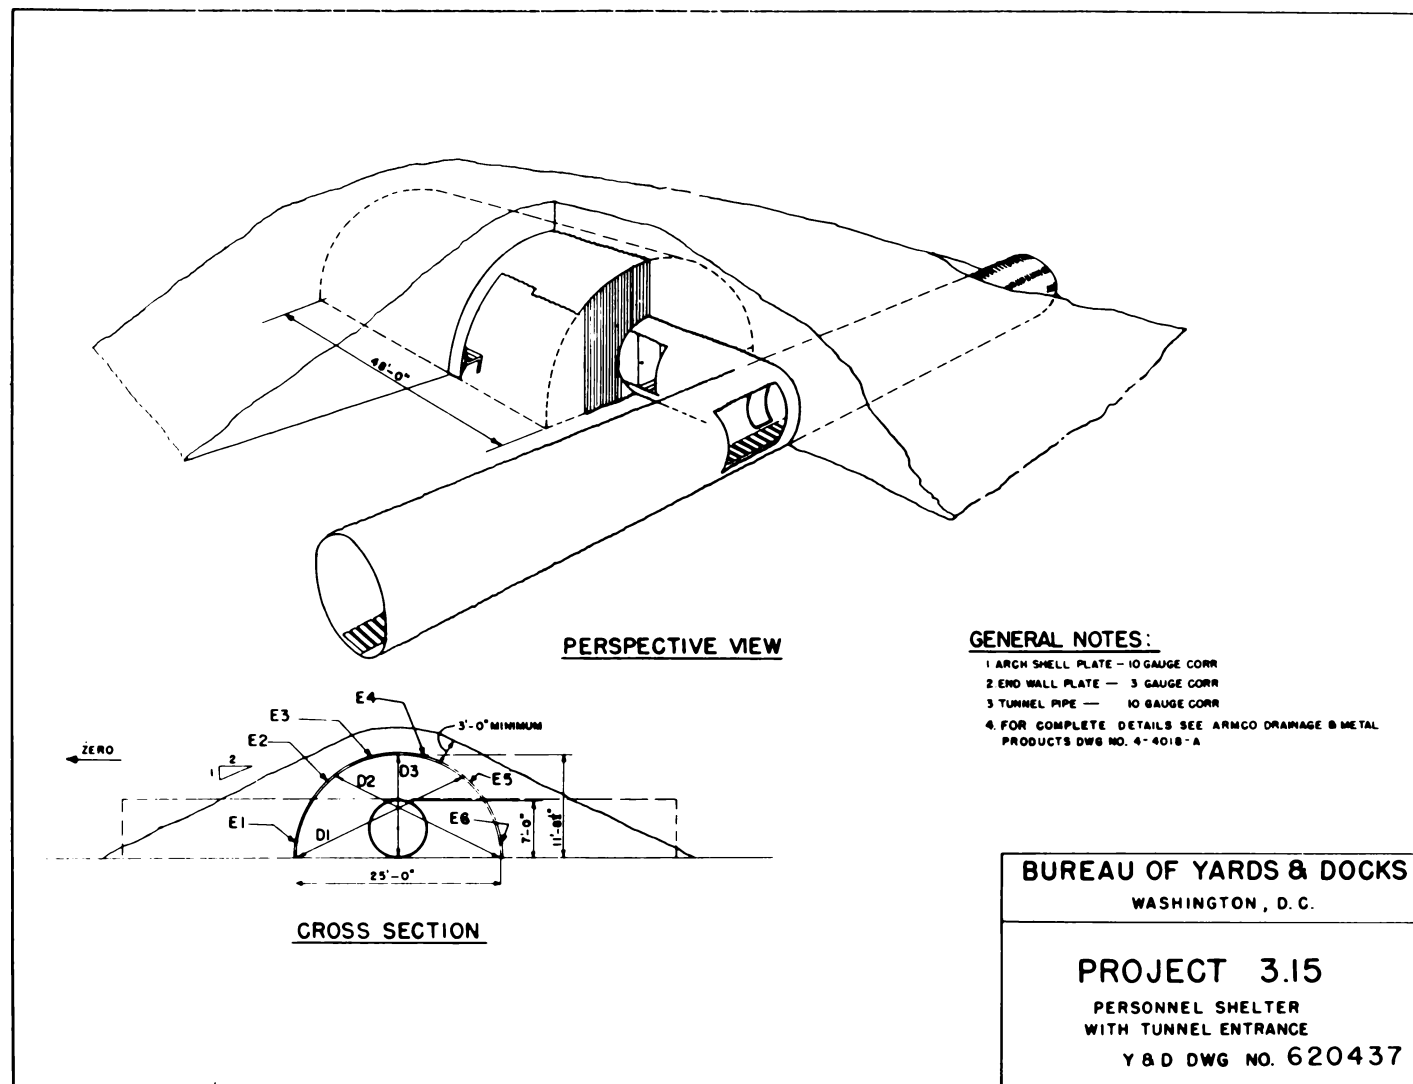 48'-0"
PERSPECTIVE VIEW
GENERAL NOTES:
1 ARCH SHELL PLATE - 10 GAUGE CORR
2 END WALL PLATE — 3 GAUGE CORR
3 TUNNEL PIPE — 10 GAUGE CORR
4. FOR COMPLETE DETAILS SEE ARMCO DRAINAGE & METAL
PRODUCTS DWG NO. 4-4018-A
E4
E3
3'-0" MINIMUM
E2
ZERO
2
1
D3
D2
E5
E1
D1
E6
7'-0"
25'-0"
CROSS SECTION
BUREAU OF YARDS & DOCKS
WASHINGTON, D.C.
PROJECT 3.15
PERSONNEL SHELTER
WITH TUNNEL ENTRANCE
Y & D DWG NO. 620437